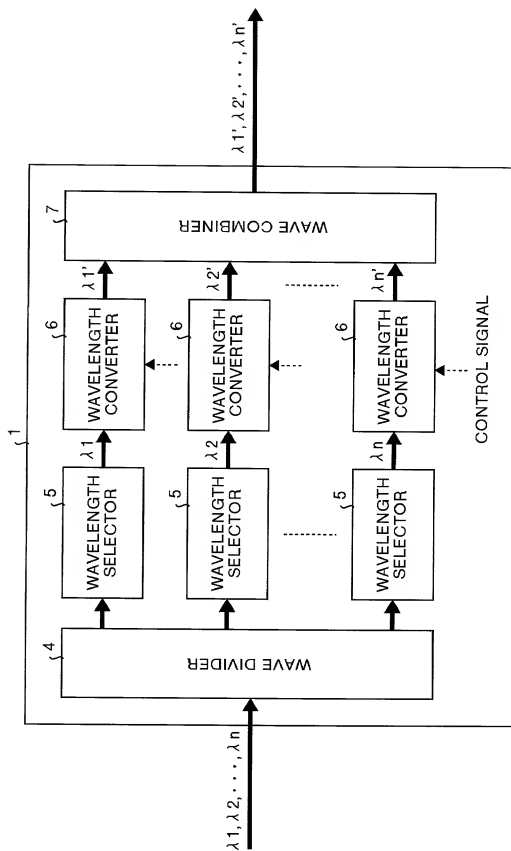 1
λ1, λ2, ···, λn
4
WAVE DIVIDER
5
WAVELENGTH
SELECTOR
λ1
6
WAVELENGTH
CONVERTER
λ1'
5
WAVELENGTH
SELECTOR
λ2
6
WAVELENGTH
CONVERTER
λ2'
5
WAVELENGTH
SELECTOR
λn
6
WAVELENGTH
CONVERTER
λn'
7
WAVE COMBINER
λ1', λ2', ···, λn'
CONTROL SIGNAL